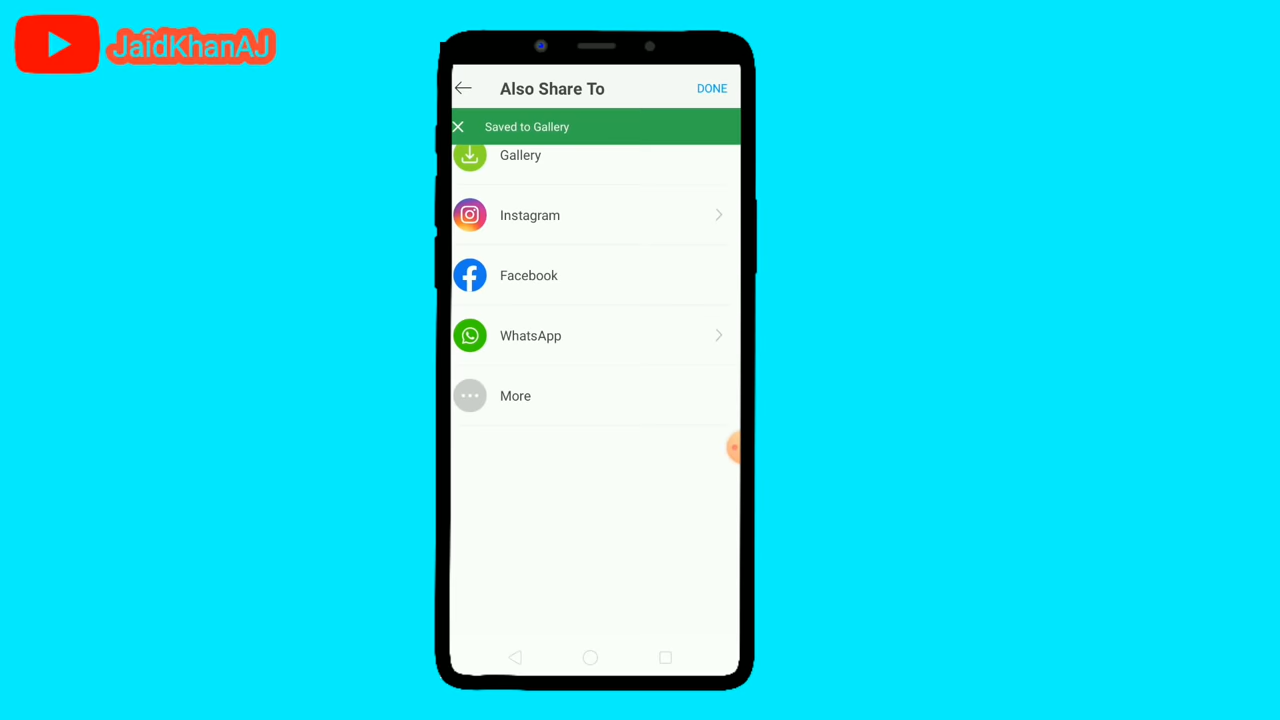 JaidKhanAJ
Also Share To
DONE
Saved to Gallery
Gallery
Instagram
Facebook
WhatsApp
More